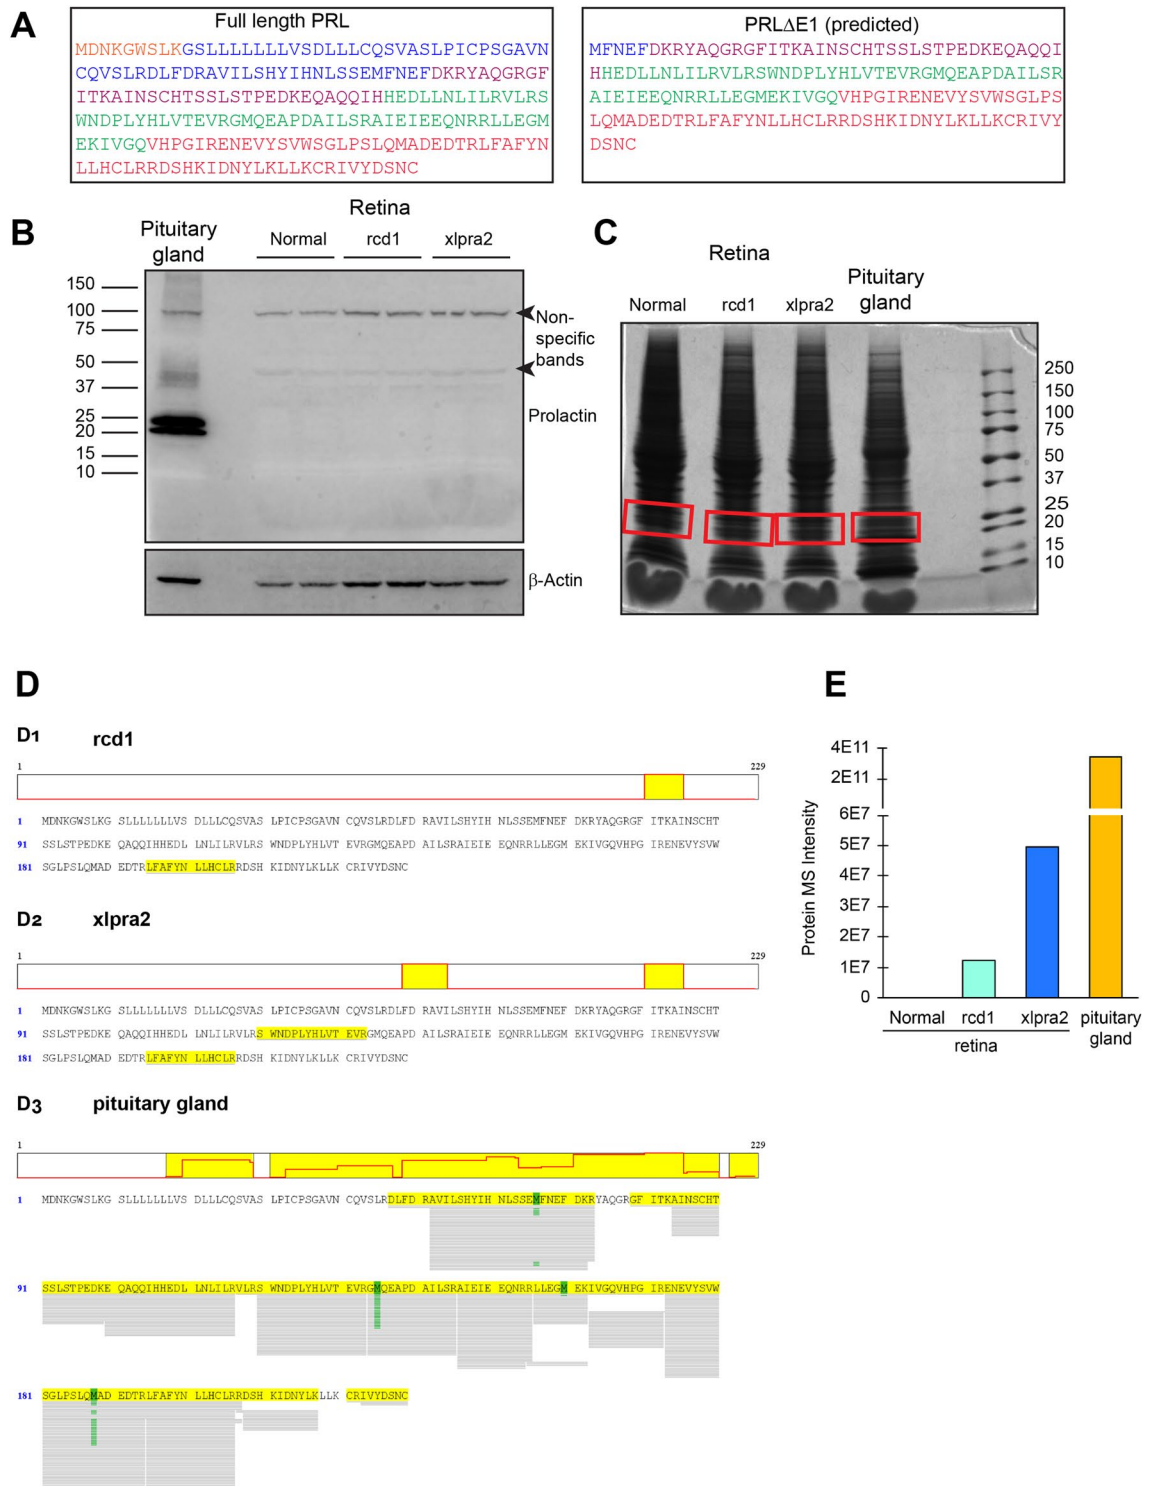 A
Full length PRL
MDNKGWSLKGSLLLLLLLVSDLLLCQSVASLPICPSGAVN
CQVSLRDLFDRAVILSHYIHNLSSEMFNEFDKRYAQGRGF
ITKAINSCHTSSLSTPEDKEQAQQIHHEDLLNLILRVLRS
WNDPLYHLVTEVRGMQEAPDAILSRAIEIEEQNRRLLEGM
EKIVGQVHPGIRENEVYSVWSGLPSLQMADEDTRLFAFYN
LLHCLRRDSHKIDNYLKLLKCRIVYDSNC
PRLΔE1 (predicted)
MFNEFDKRYAQGRGFITKAINSCHTSSLSTPEDKEQAQQI
HHEDLLNLILRVLRSWNDPLYHLVTEVRGMQEAPDAILSR
AIEIEEQNRRLLEGMEKIVGQVHPGIRENEVYSVWSGLPS
LQMADEDTRLFAFYNLLHCLRRDSHKIDNYLKLLKCRIVY
DSNC
B
Pituitary
gland
Retina
Normal rcd1 xlpra2
150
100
75
50
37
25
20
15
10
Non-
specific
bands
Prolactin
β-Actin
C
Retina
Normal rcd1 xlpra2
Pituitary
gland
250
150
100
75
50
37
25
20
15
10
D
D1 rcd1
1 229
1 MDNKGWSLKG SLLLLLLLVS DLLLCQSVAS LPICPSGAVN CQVSLRDLFD RAVILSHYIH NLSSEMFNEF DKRYAQGRGF ITKAINSCHT
91 SSLSTPEDKE QAQQIHHEDL LNLILRVLRS WNDPLYHLVT EVRGMQEAPD AILSRAIEIE EQNRRLLEGM EKIVGQVHPG IRENEVYSVW
181 SGLPSLQMAD EDTRLFAFYN LLHCLRRDSH KIDNYLKLLK CRIVYDSNC
D2 xlpra2
1 229
1 MDNKGWSLKG SLLLLLLLVS DLLLCQSVAS LPICPSGAVN CQVSLRDLFD RAVILSHYIH NLSSEMFNEF DKRYAQGRGF ITKAINSCHT
91 SSLSTPEDKE QAQQIHHEDL LNLILRVLRS WNDPLYHLVT EVRGMQEAPD AILSRAIEIE EQNRRLLEGM EKIVGQVHPG IRENEVYSVW
181 SGLPSLQMAD EDTRLFAFYN LLHCLRRDSH KIDNYLKLLK CRIVYDSNC
D3 pituitary gland
1 229
1 MDNKGWSLKG SLLLLLLLVS DLLLCQSVAS LPICPSGAVN CQVSLRDLFD RAVILSHYIH NLSSEMFNEF DKRYAQGRGF ITKAINSCHT
91 SSLSTPEDKE QAQQIHHEDL LNLILRVLRS WNDPLYHLVT EVRGMQEAPD AILSRAIEIE EQNRRLLEGM EKIVGQVHPG IRENEVYSVW
181 SGLPSLQMAD EDTRLFAFYN LLHCLRRDSH KIDNYLKLLK CRIVYDSNC
E
Protein MS Intensity
4E11
2E11
6E7
5E7
4E7
3E7
2E7
1E7
0
Normal rcd1 xlpra2 pituitary
gland
retina